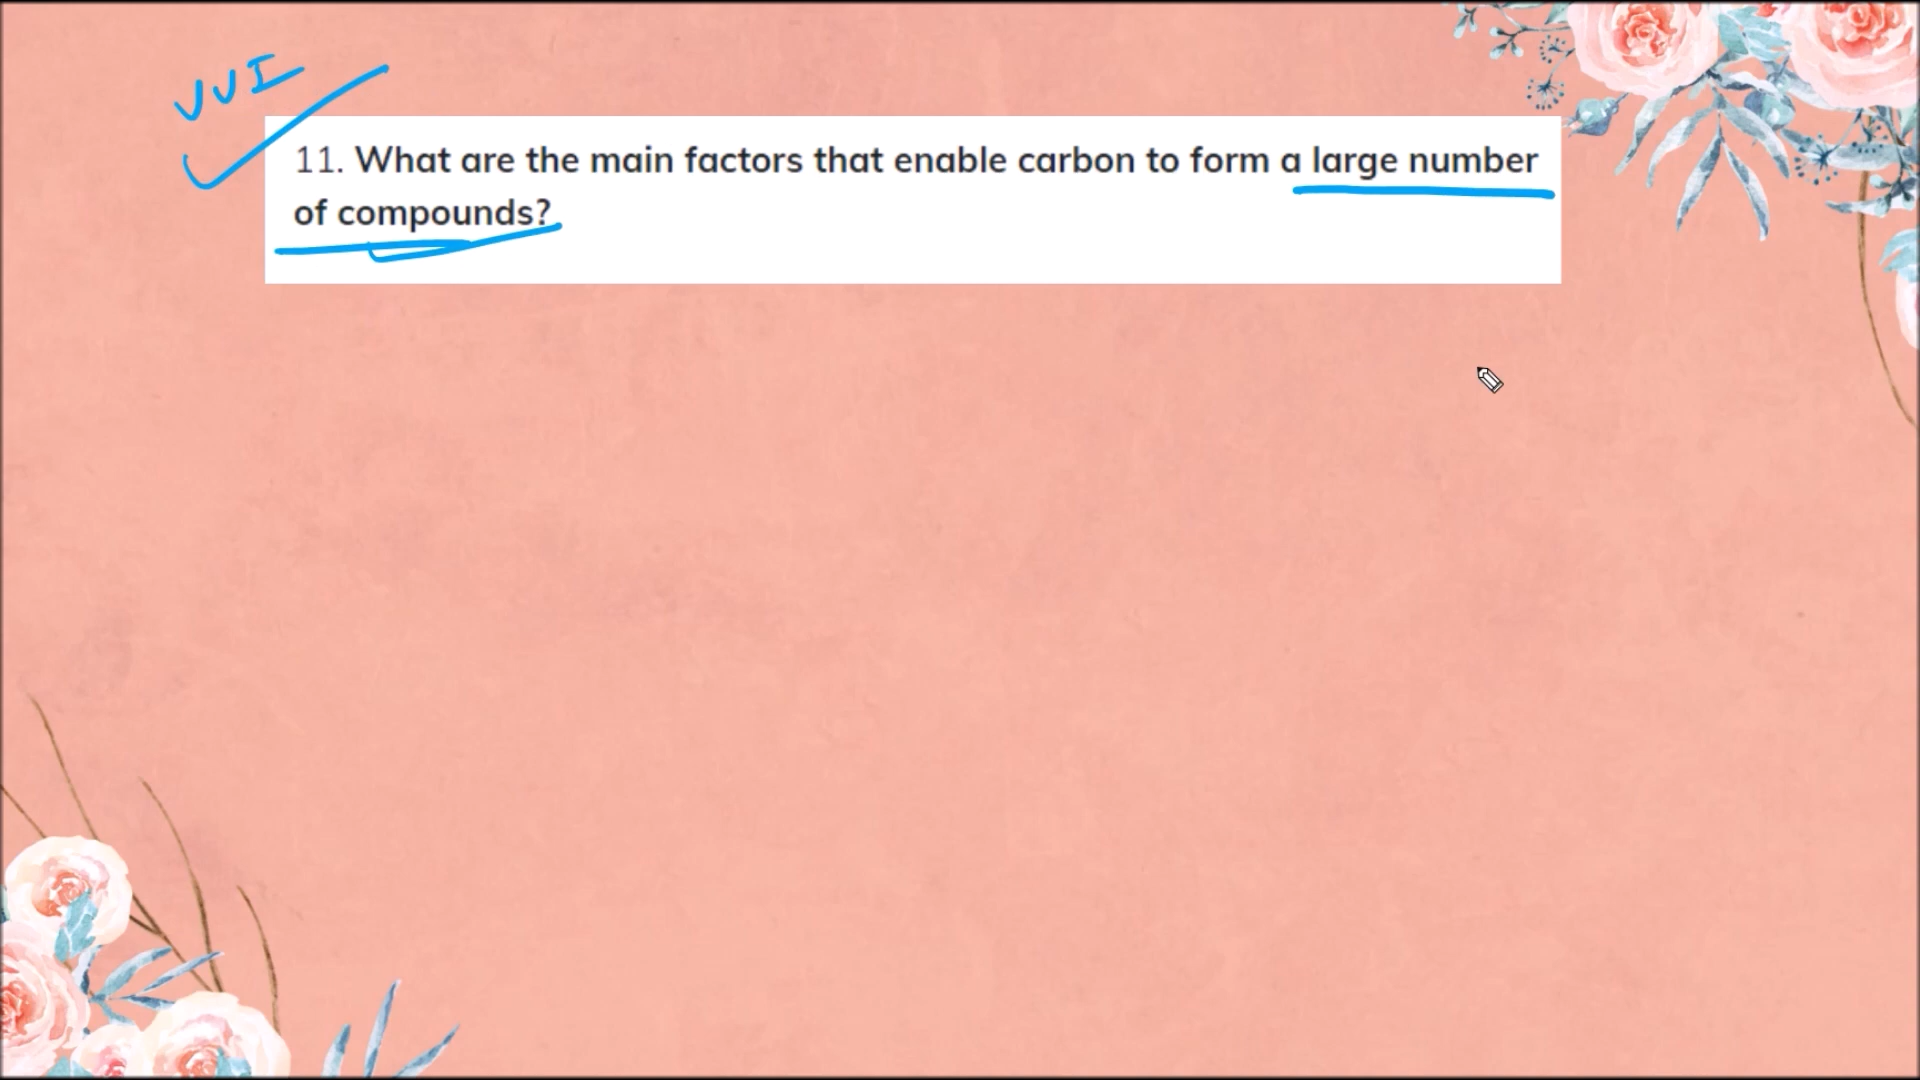 VVI
11. What are the main factors that enable carbon to form a large number
of compounds?